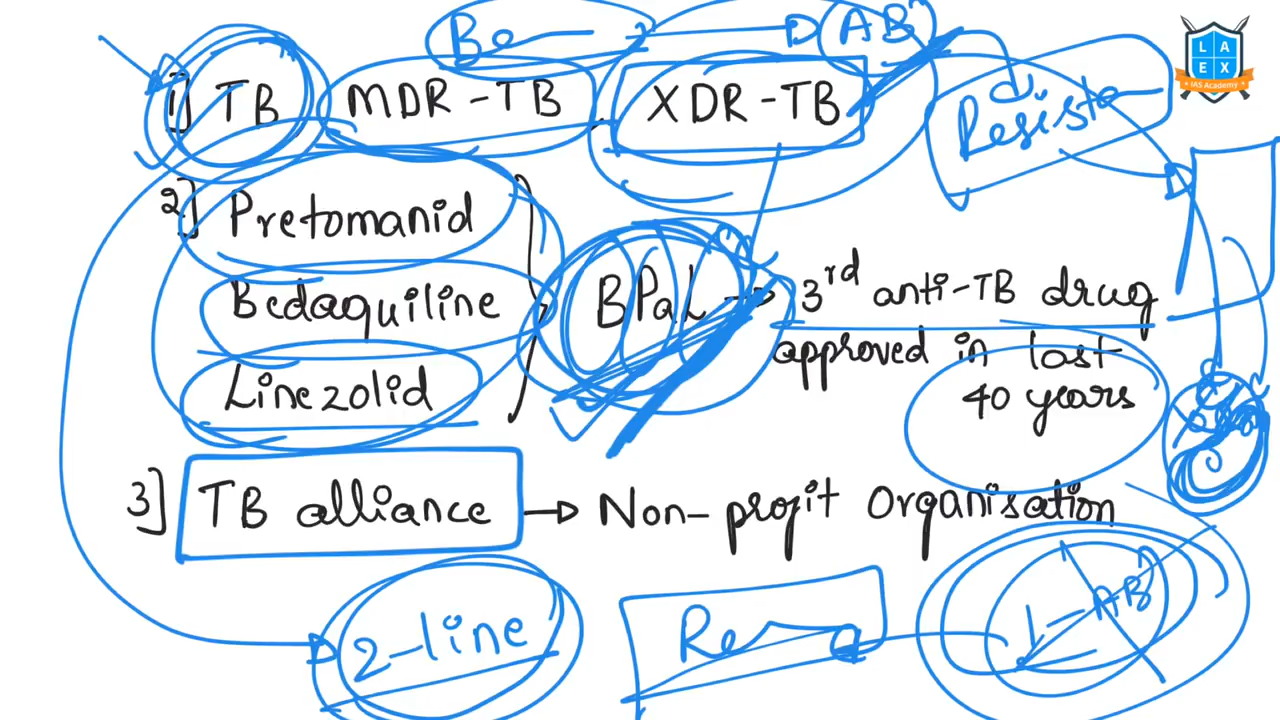 Be → AB
1] TB MDR-TB XDR-TB
Resista
2] Pretomanid
Bedaquiline
Linezolid
BPaL → 3rd anti-TB drug
approved in last
40 years
3] TB alliance → Non-profit Organisation
2-line Re 1-AB
L A
E X
IAS Academy